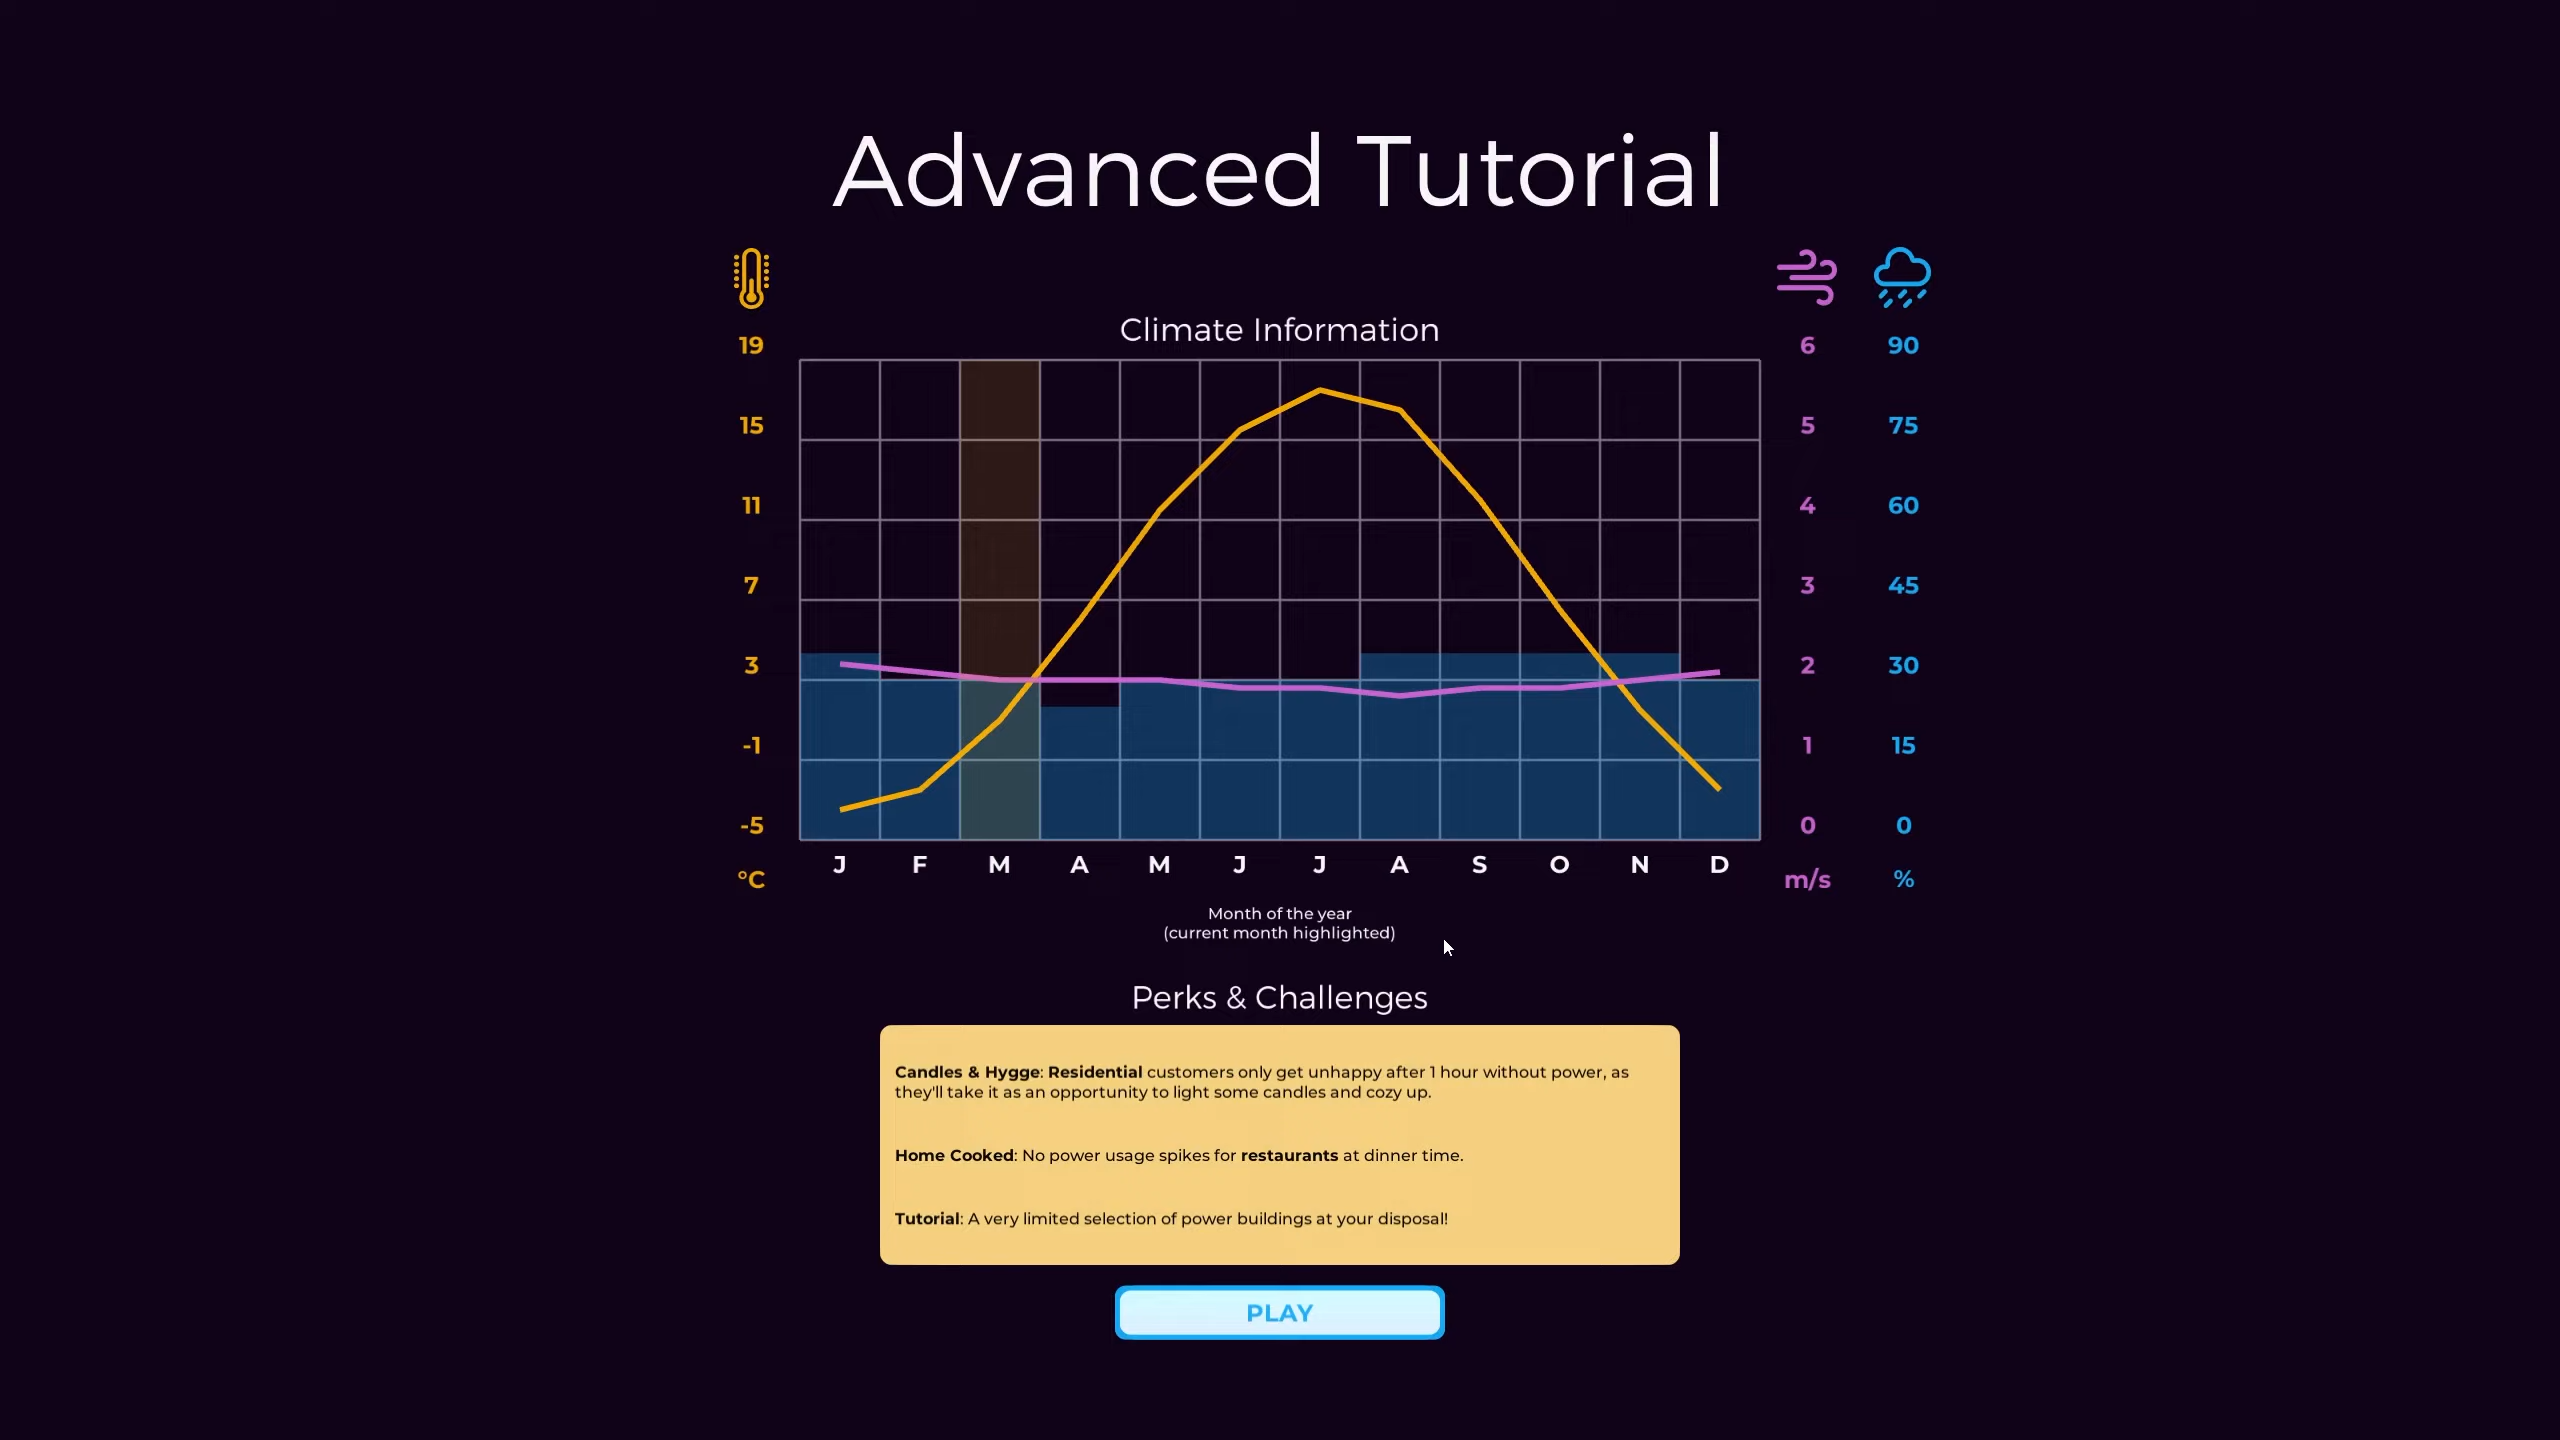 Advanced Tutorial
Climate Information
19
15
11
7
3
-1
-5
°C
6
5
4
3
2
1
0
m/s
90
75
60
45
30
15
0
%
J F M A M J J A S O N D
Month of the year
(current month highlighted)
Perks & Challenges
Candles & Hygge: Residential customers only get unhappy after 1 hour without power, as
they'll take it as an opportunity to light some candles and cozy up.
Home Cooked: No power usage spikes for restaurants at dinner time.
Tutorial: A very limited selection of power buildings at your disposal!
PLAY